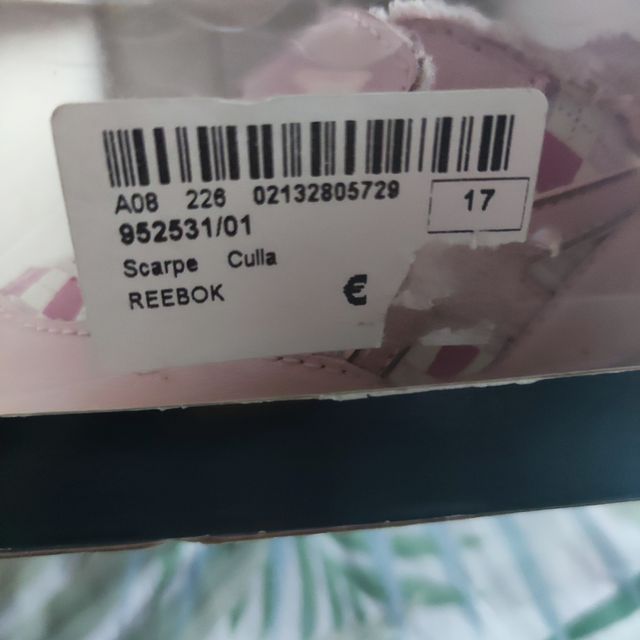 A08 226 02132805729
17
952531/01
Scarpe Culla
REEBOK €